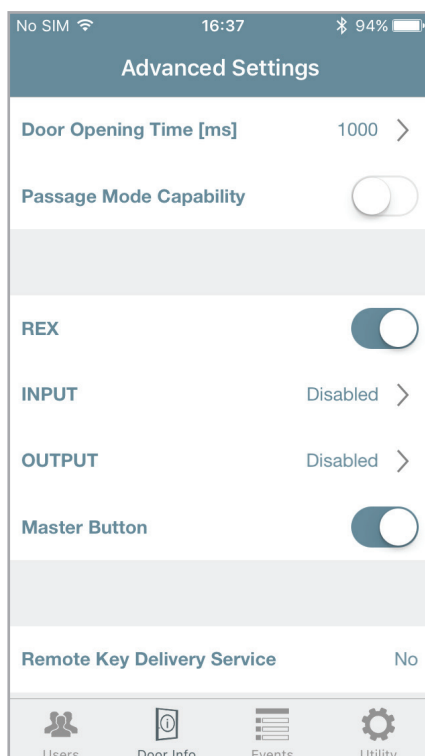 No SIM 16:37 94%
Advanced Settings
Door Opening Time [ms] 1000
Passage Mode Capability
REX
INPUT Disabled
OUTPUT Disabled
Master Button
Remote Key Delivery Service No
Users Door Info Events Utility